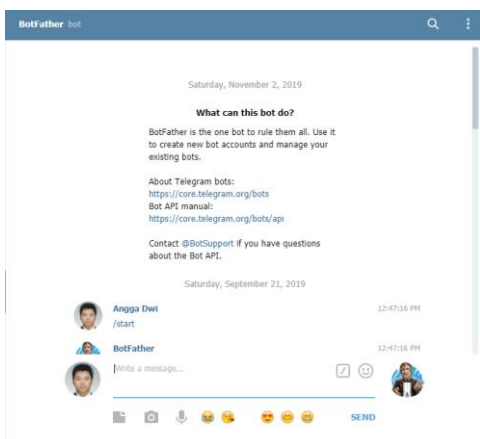 BotFather bot
Saturday, November 2, 2019
What can this bot do?
BotFather is the one bot to rule them all. Use it
to create new bot accounts and manage your
existing bots.
About Telegram bots:
https://core.telegram.org/bots
Bot API manual:
https://core.telegram.org/bots/api
Contact @BotSupport if you have questions
about the Bot API.
Saturday, September 21, 2019
Angga Dwi 12:47:16 PM
/start
BotFather 12:47:16 PM
Write a message...
SEND